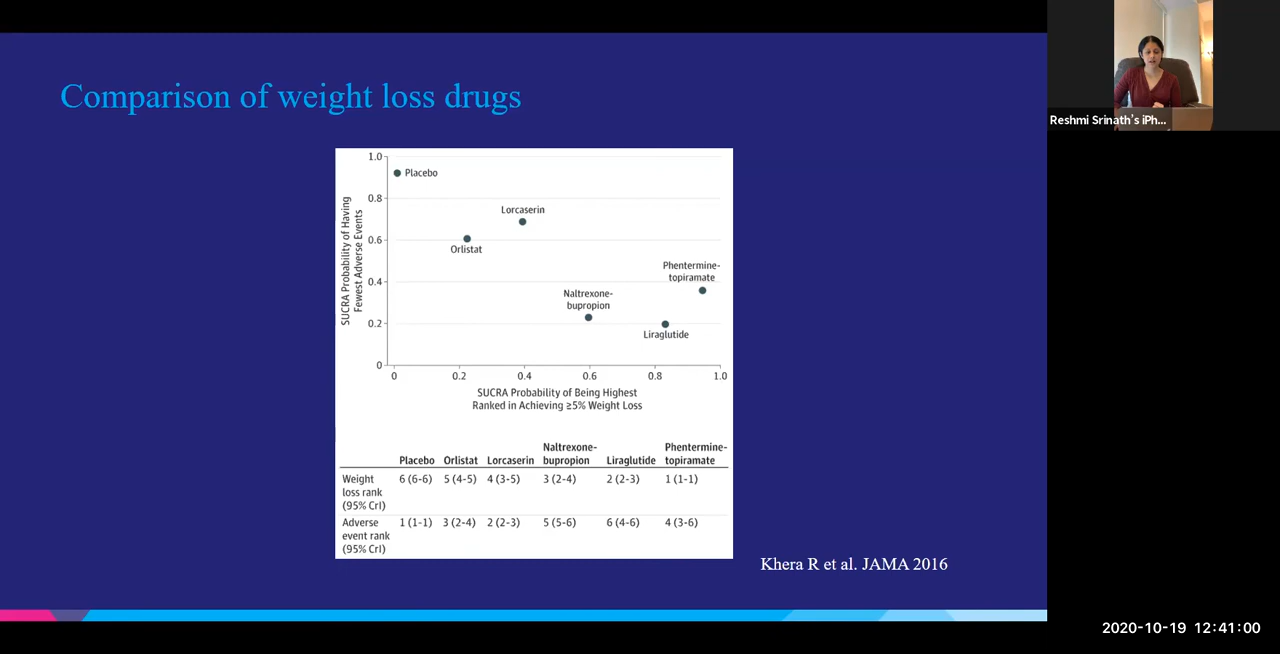 Comparison of weight loss drugs
Reshmi Srinath's iPh...
SUCRA Probability of Having
Fewest Adverse Events
1.0
0.8
0.6
0.4
0.2
0
Placebo
Lorcaserin
Orlistat
Phentermine-
topiramate
Naltrexone-
bupropion
Liraglutide
0 0.2 0.4 0.6 0.8 1.0
SUCRA Probability of Being Highest
Ranked in Achieving ≥5% Weight Loss
Naltrexone- Phentermine-
Placebo Orlistat Lorcaserin bupropion Liraglutide topiramate
Weight 6 (6-6) 5 (4-5) 4 (3-5) 3 (2-4) 2 (2-3) 1 (1-1)
loss rank
(95% CrI)
Adverse 1 (1-1) 3 (2-4) 2 (2-3) 5 (5-6) 6 (4-6) 4 (3-6)
event rank
(95% CrI)
Khera R et al. JAMA 2016
2020-10-19 12:41:00